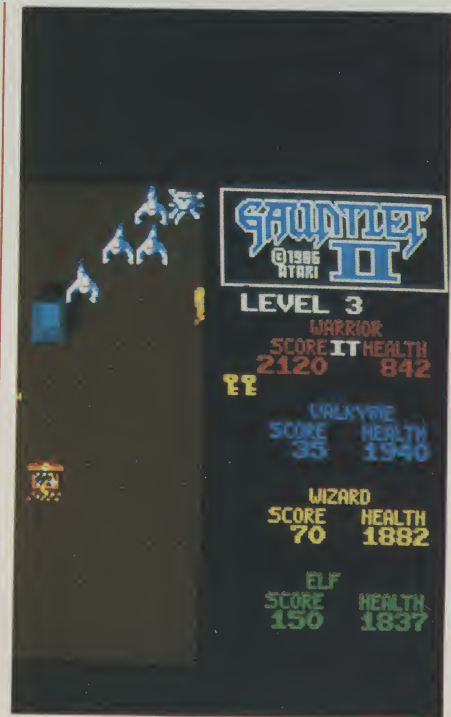 GAUNTLET
©1986
ATARI
II
LEVEL 3
WARRIOR
SCORE IT HEALTH
2120 842
VALKYRIE
SCORE HEALTH
35 1940
WIZARD
SCORE HEALTH
70 1882
ELF
SCORE HEALTH
150 1837